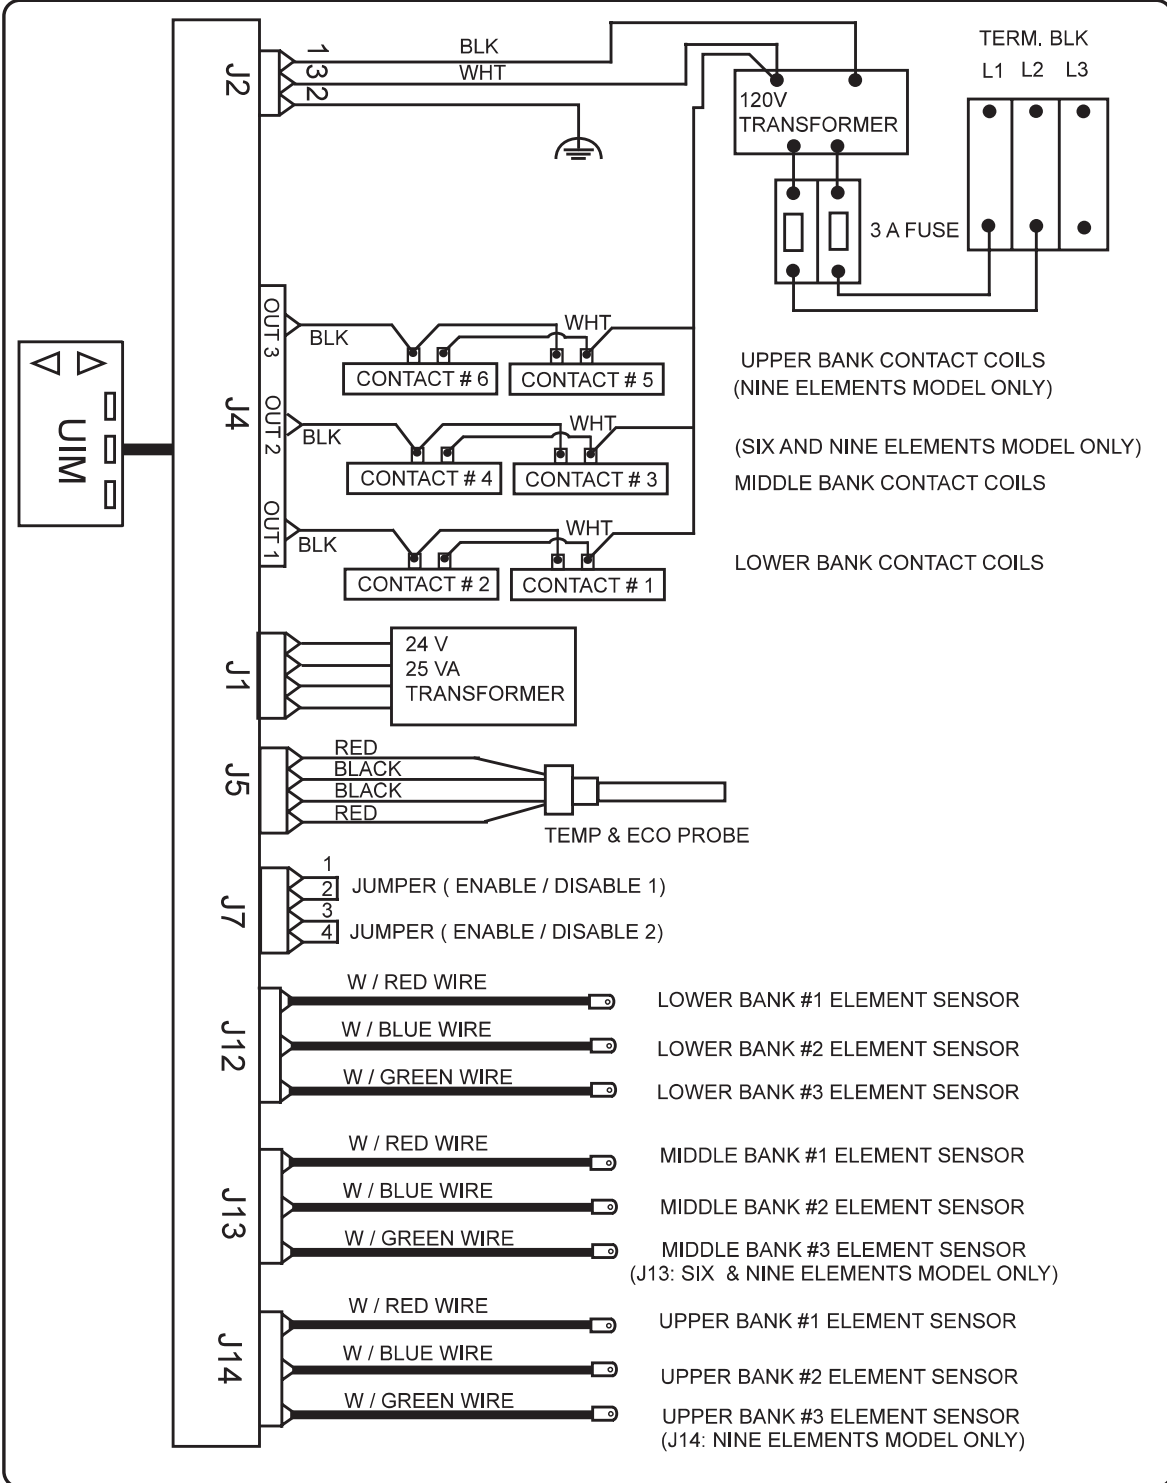 J2
1
3
2
BLK
WHT
120V
TRANSFORMER
TERM. BLK
L1 L2 L3
3 A FUSE
UIM
J4
OUT 3
BLK
WHT
CONTACT # 6
CONTACT # 5
UPPER BANK CONTACT COILS
(NINE ELEMENTS MODEL ONLY)
OUT 2
BLK
WHT
CONTACT # 4
CONTACT # 3
(SIX AND NINE ELEMENTS MODEL ONLY)
MIDDLE BANK CONTACT COILS
OUT 1
BLK
WHT
CONTACT # 2
CONTACT # 1
LOWER BANK CONTACT COILS
J1
24 V
25 VA
TRANSFORMER
J5
RED
BLACK
BLACK
RED
TEMP & ECO PROBE
J7
1
2
JUMPER ( ENABLE / DISABLE 1)
3
4
JUMPER ( ENABLE / DISABLE 2)
J12
W / RED WIRE
LOWER BANK #1 ELEMENT SENSOR
W / BLUE WIRE
LOWER BANK #2 ELEMENT SENSOR
W / GREEN WIRE
LOWER BANK #3 ELEMENT SENSOR
J13
W / RED WIRE
MIDDLE BANK #1 ELEMENT SENSOR
W / BLUE WIRE
MIDDLE BANK #2 ELEMENT SENSOR
W / GREEN WIRE
MIDDLE BANK #3 ELEMENT SENSOR
(J13: SIX & NINE ELEMENTS MODEL ONLY)
J14
W / RED WIRE
UPPER BANK #1 ELEMENT SENSOR
W / BLUE WIRE
UPPER BANK #2 ELEMENT SENSOR
W / GREEN WIRE
UPPER BANK #3 ELEMENT SENSOR
(J14: NINE ELEMENTS MODEL ONLY)